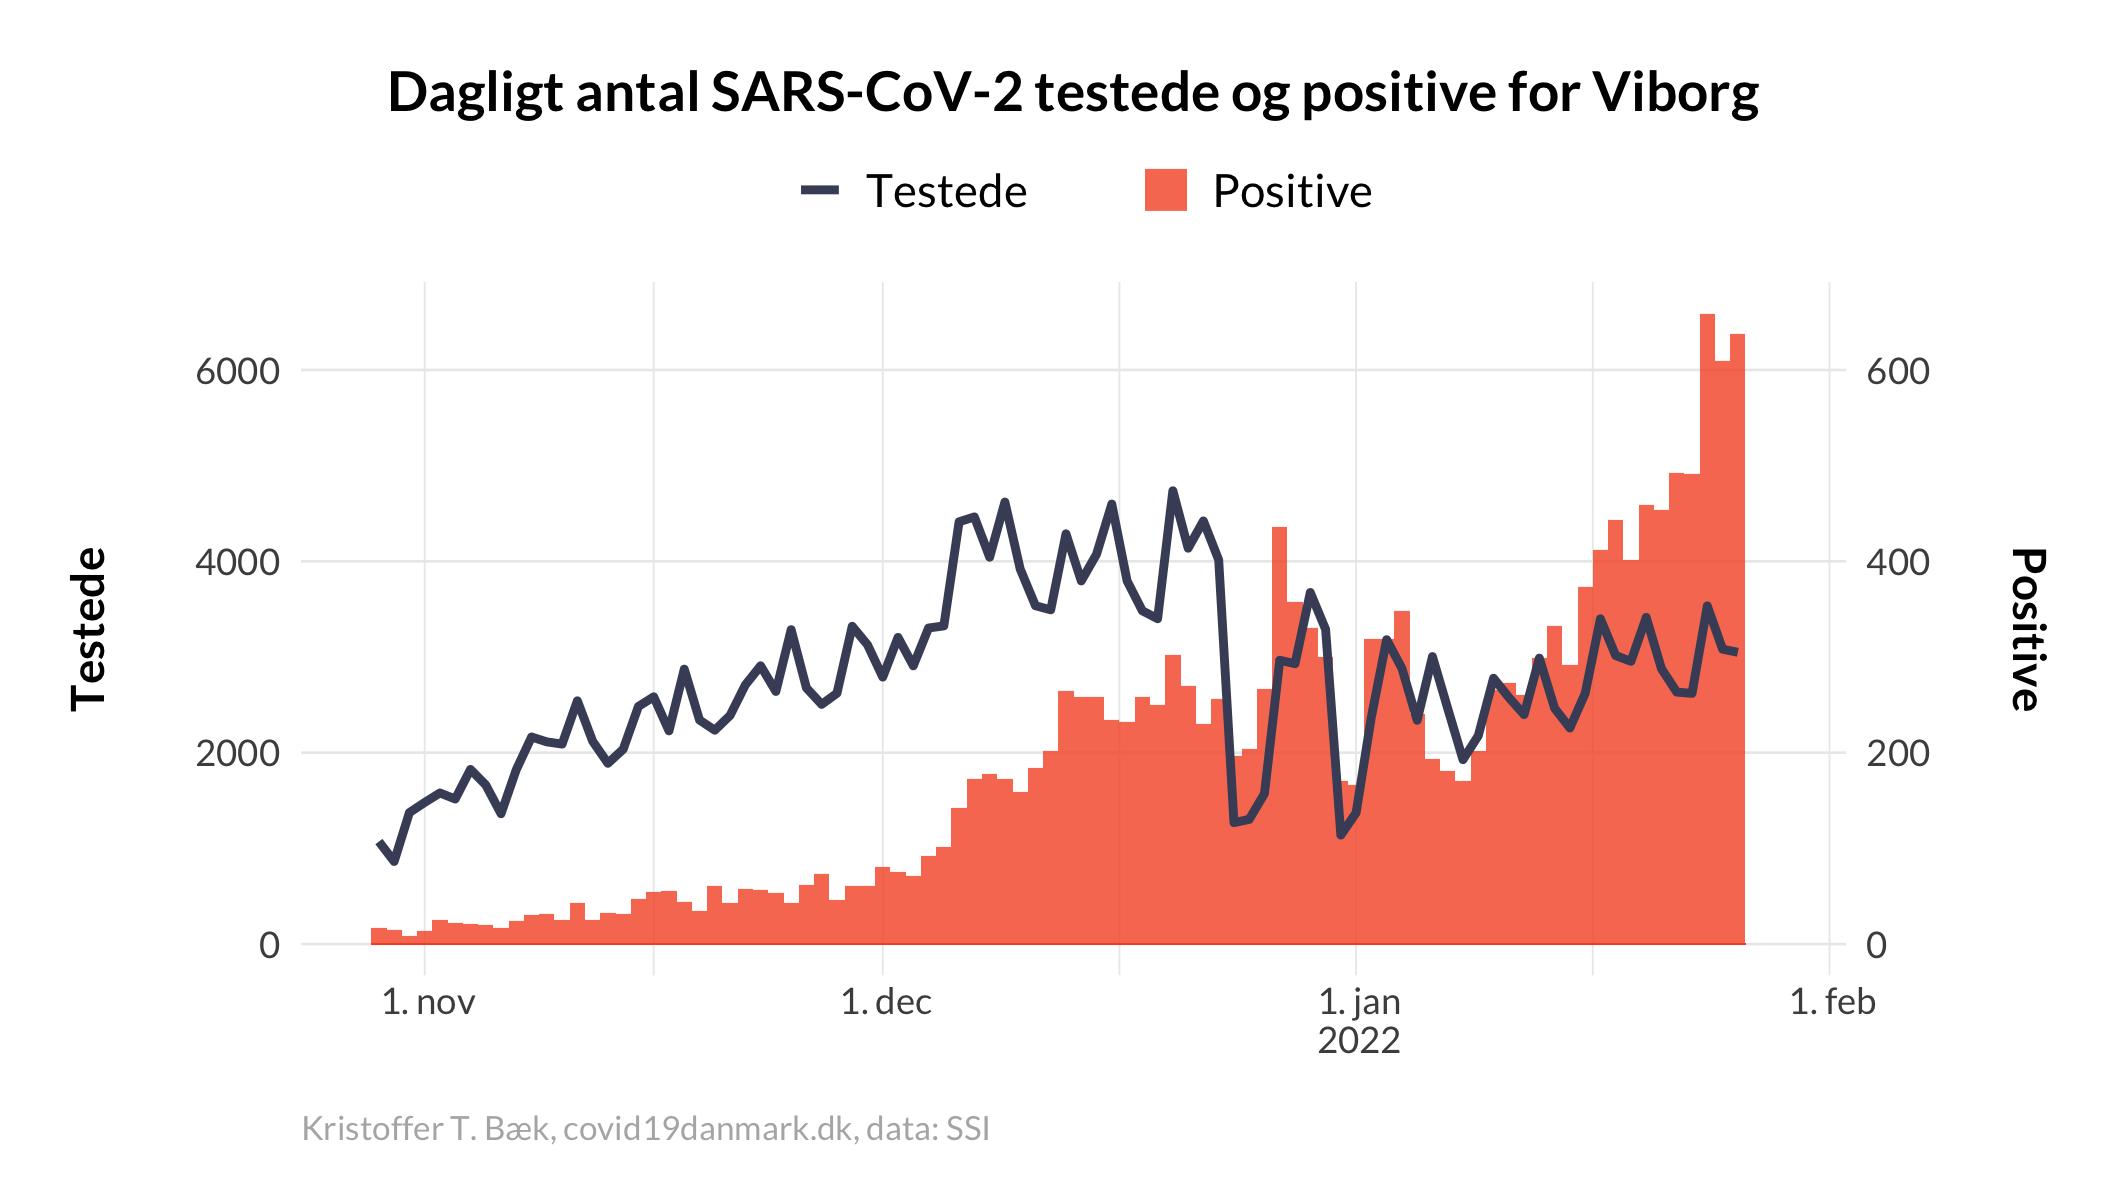 Dagligt antal SARS-CoV-2 testede og positive for Viborg
Testede
Positive
6000
4000
2000
0
Testede
600
400
200
0
Positive
1. nov
1. dec
1. jan
2022
1. feb
Kristoffer T. Bæk, covid19danmark.dk, data: SSI